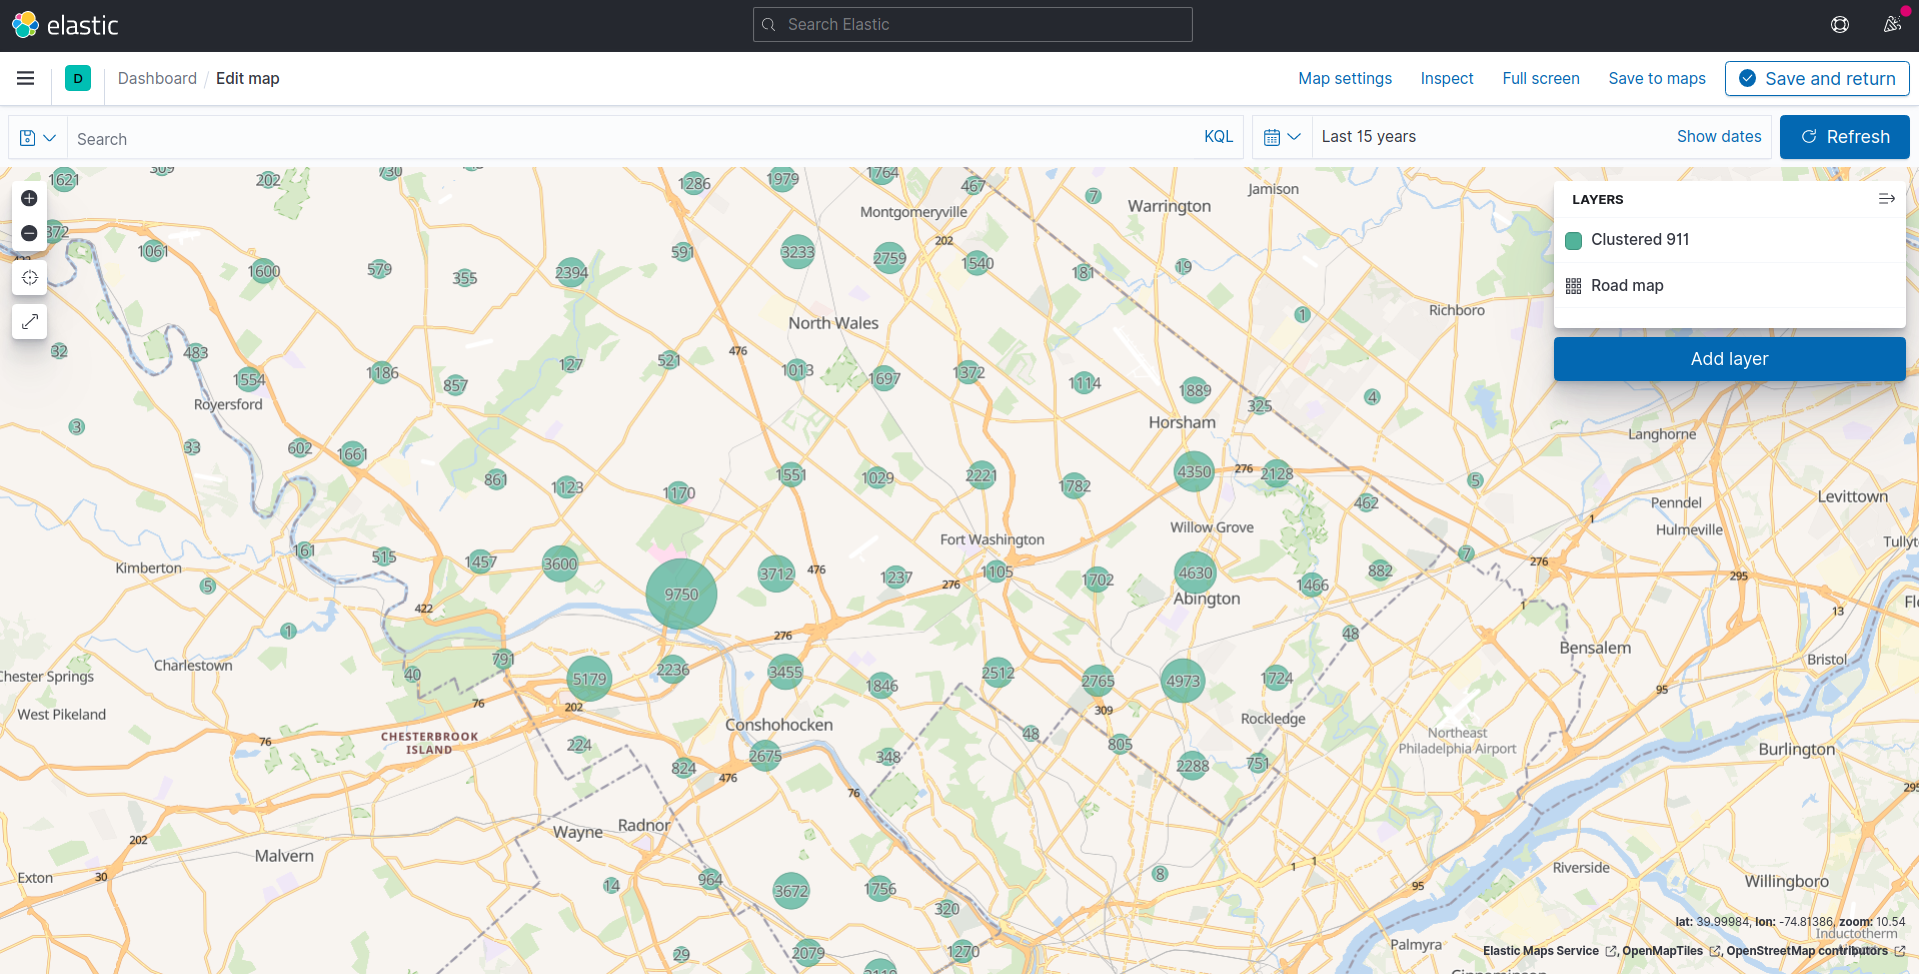 elastic
Search Elastic
D
Dashboard / Edit map
Map settings
Inspect
Full screen
Save to maps
Save and return
Search
KQL
Last 15 years
Show dates
Refresh
LAYERS
Clustered 911
Road map
Add layer
1621
202
730
1286
1979
1764
467
7
Jamison
Montgomeryville
Warrington
372
1061
1600
579
355
2394
591
3233
2759
202
1540
181
19
1
Richboro
North Wales
32
483
1554
1186
857
127
521
476
1013
1697
1372
1114
1889
325
4
Royersford
Horsham
Langhorne
3
33
602
1661
861
1123
1170
1551
1029
2221
1782
4350
276
2128
462
5
Penndel
Levittown
Hulmeville
1
Willow Grove
Fort Washington
Kimberton
161
5
515
1457
3600
9750
3712
476
1237
276
1105
1702
4630
Abington
1466
882
7
276
295
422
1
13
1
276
48
Bensalem
Bristol
Charlestown
Chester Springs
40
791
5179
2236
3455
1846
2512
2765
4973
1724
95
West Pikeland
76
202
309
Rockledge
Conshohocken
CHESTERBROOK
ISLAND
76
224
824
2675
476
348
48
805
2288
751
Northeast
Philadelphia Airport
Burlington
76
295
Wayne
Radnor
202
Malvern
Exton
30
14
964
3672
1756
320
8
1
1
95
Riverside
Willingboro
29
2079
1270
Palmyra
lat: 39.99984, lon: -74.81386, zoom: 10.54
Inductotherm
Elastic Maps Service , OpenMapTiles , OpenStreetMap contributors